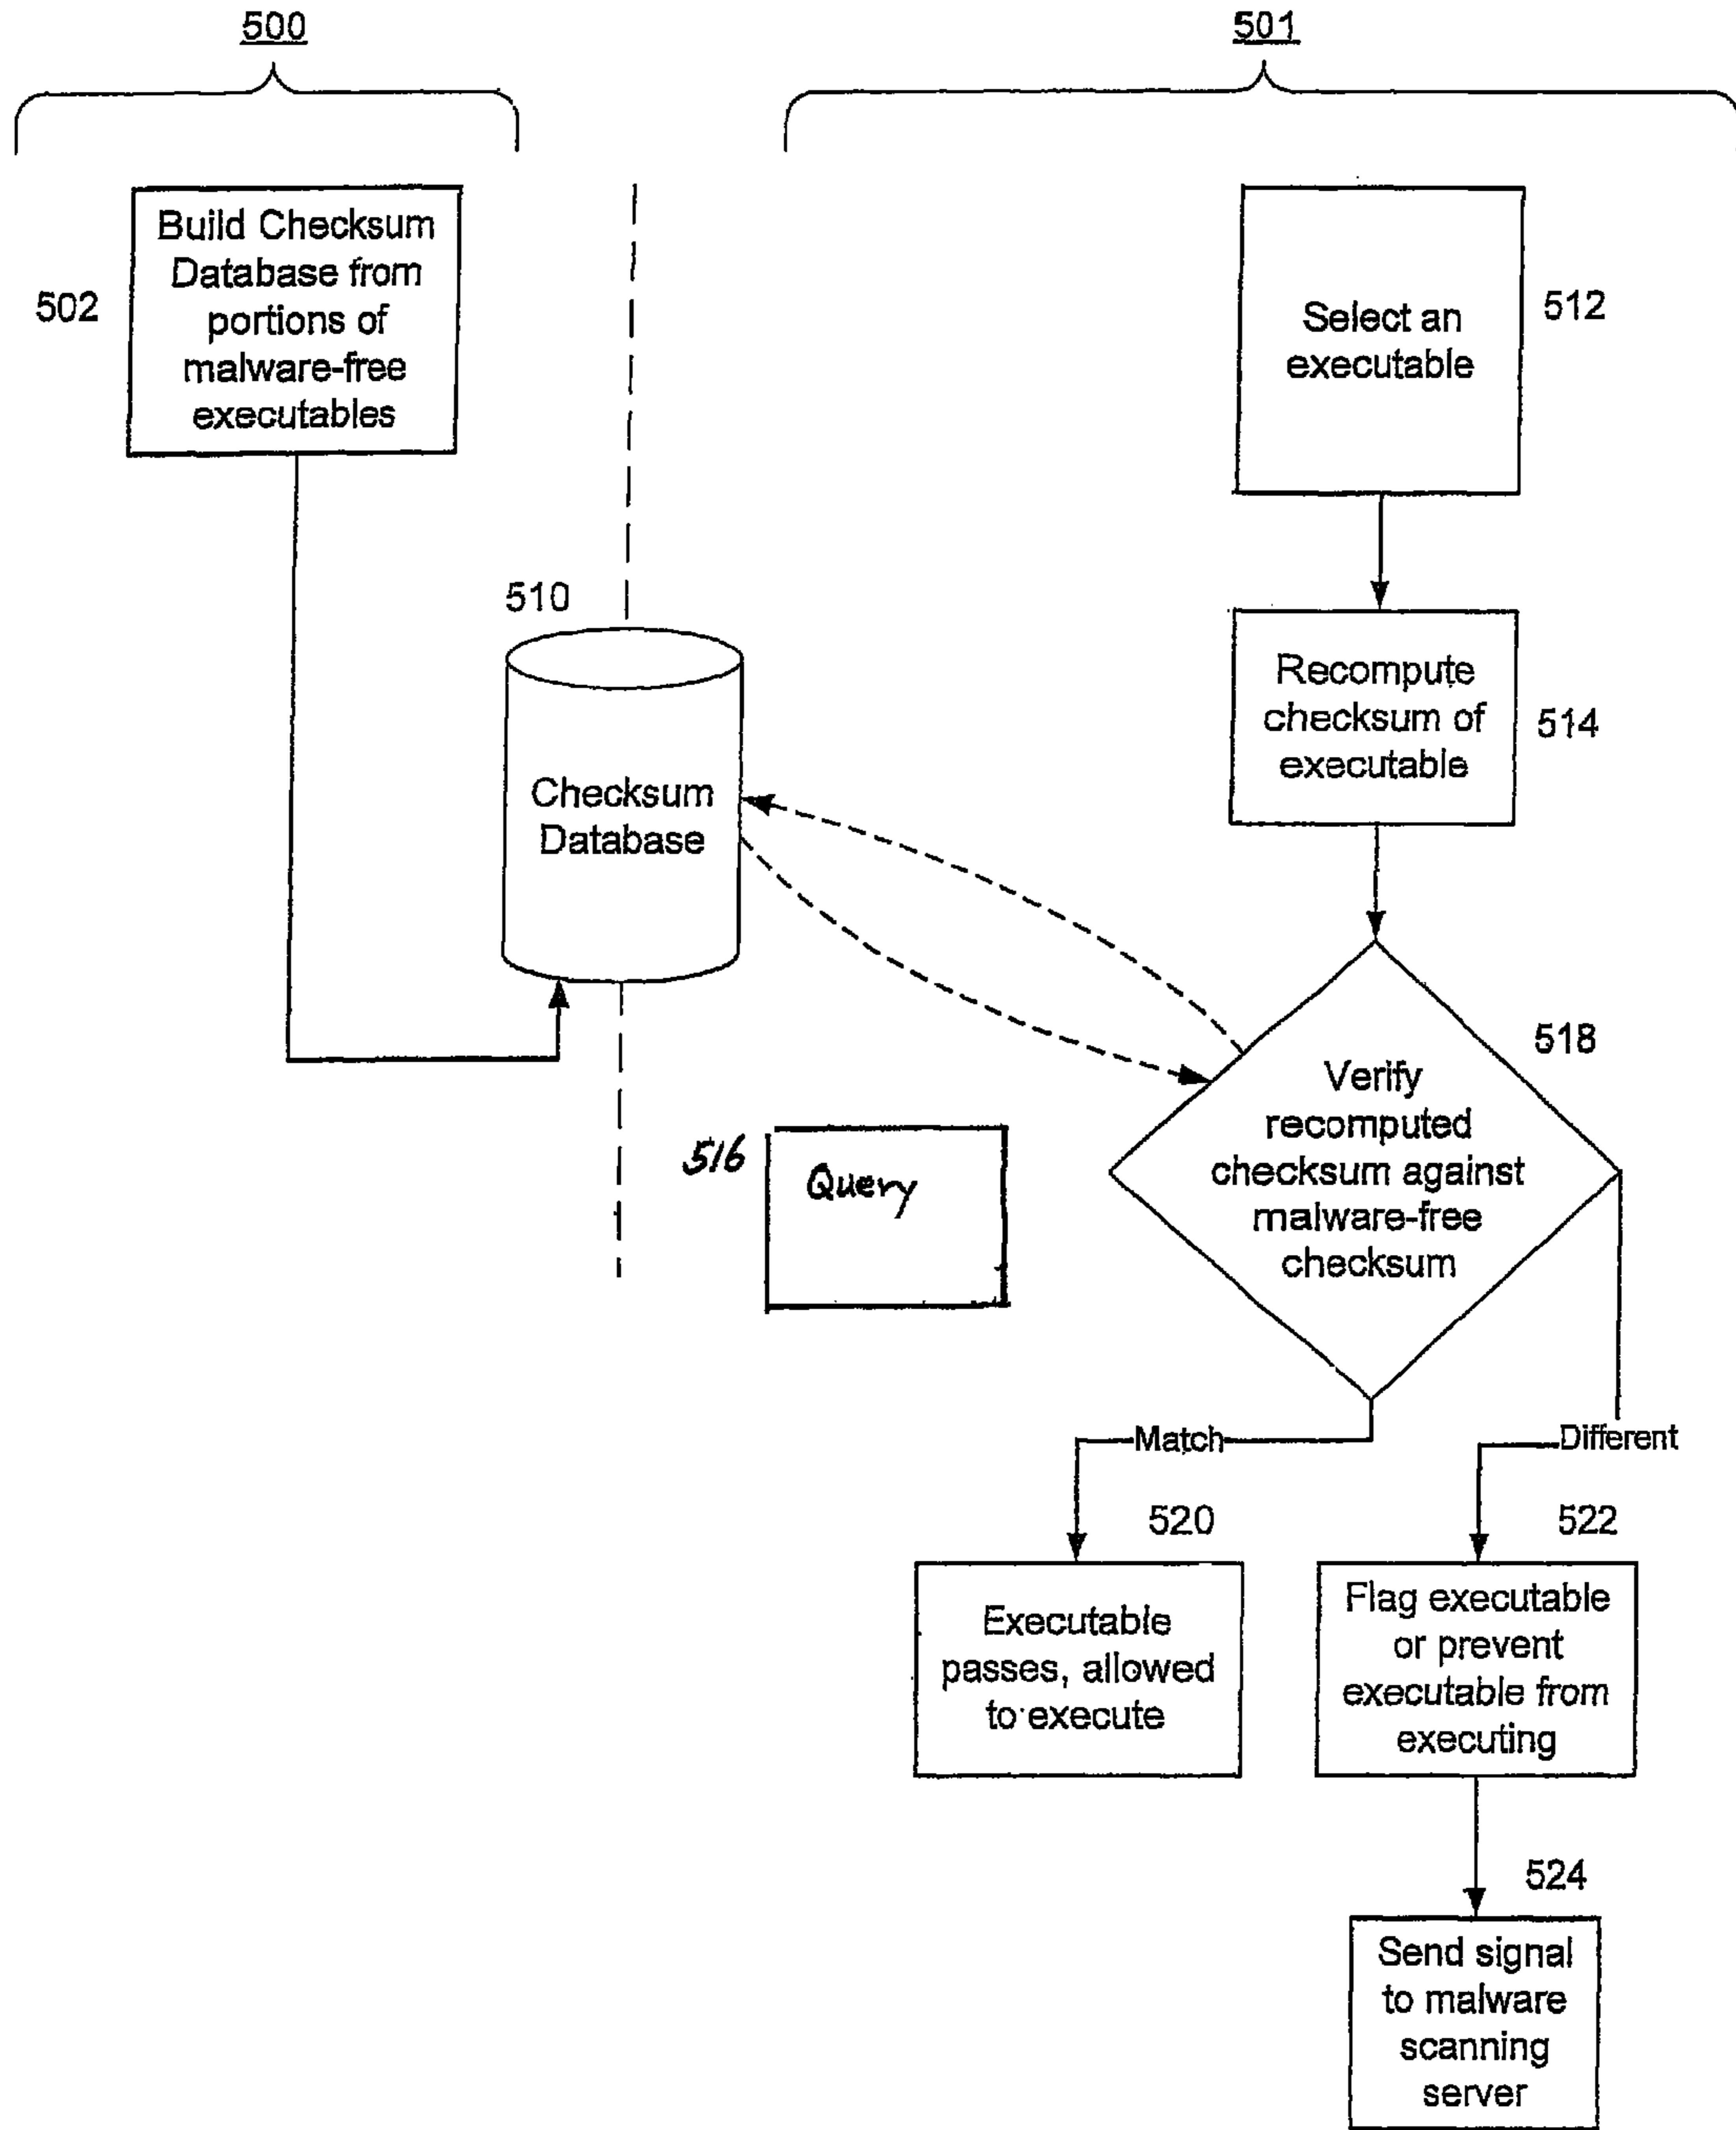 500
501
502
Build Checksum
Database from
portions of
malware-free
executables
Select an
executable
512
510
Checksum
Database
Recompute
checksum of
executable
514
518
Verify
recomputed
checksum against
malware-free
checksum
516
Query
Match
Different
520
522
Executable
passes, allowed
to execute
Flag executable
or prevent
executable from
executing
524
Send signal
to malware
scanning
server